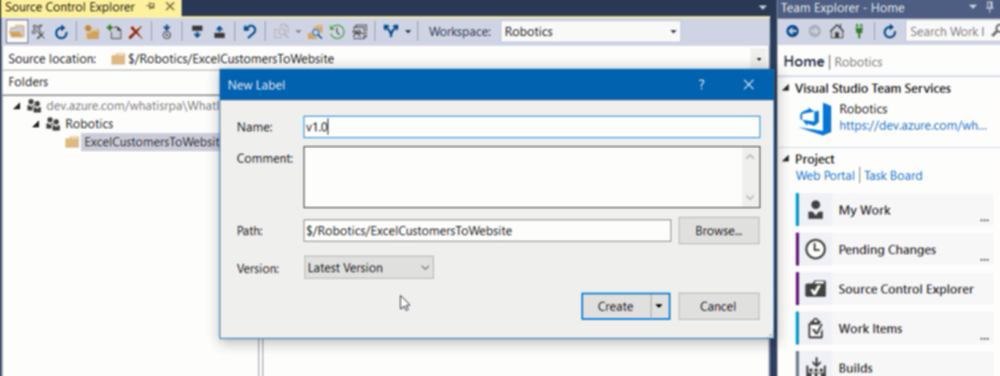 Source Control Explorer
Team Explorer - Home
Workspace:
Robotics
Search Work I
Source location:
$/Robotics/ExcelCustomersToWebsite
Home | Robotics
Folders
New Label
?
Visual Studio Team Services
dev.azure.com/whatisrpa\WhatI
Robotics
https://dev.azure.com/wh...
Robotics
Name:
v1.0
ExcelCustomersToWebsit
Comment:
Project
Web Portal | Task Board
My Work
...
Path:
$/Robotics/ExcelCustomersToWebsite
Browse...
Pending Changes
...
Version:
Latest Version
Source Control Explorer
Create
Cancel
Work Items
...
Builds